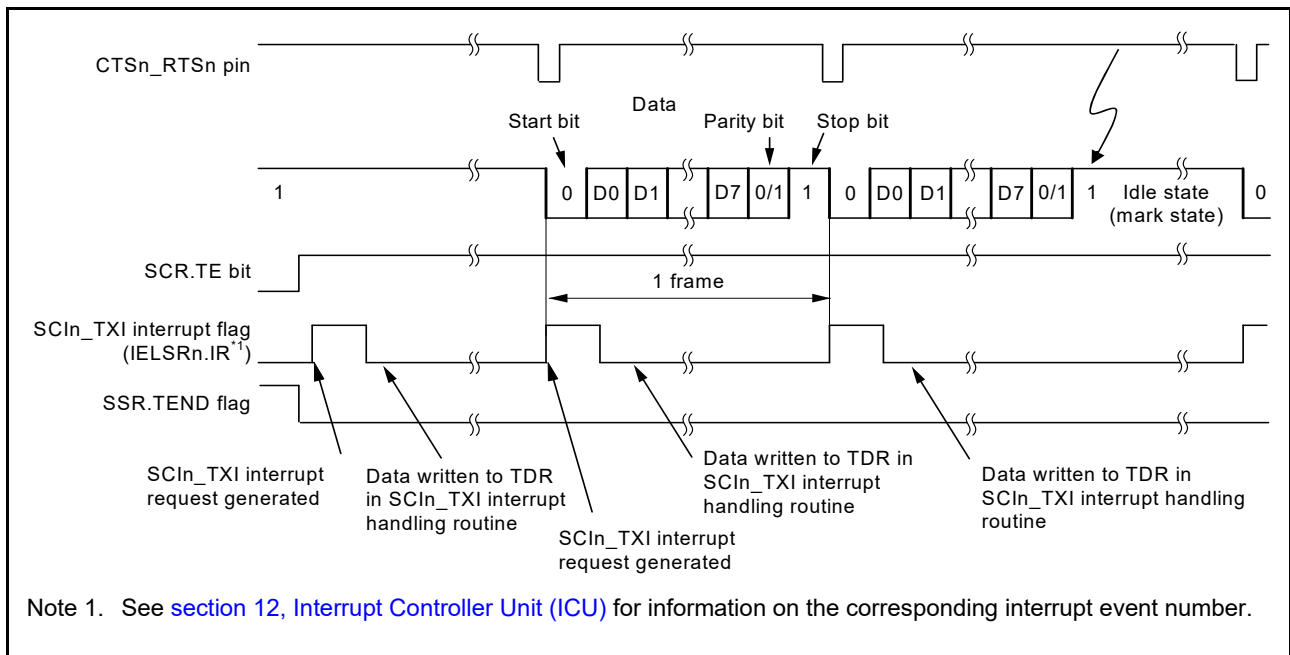 CTSn_RTSn pin
Data
Start bit
Parity bit
Stop bit
1
0
D0
D1
D7
0/1
1
0
D0
D1
D7
0/1
1
Idle state
(mark state)
0
SCR.TE bit
1 frame
SCIn_TXI interrupt flag
(IELSRn.IR*1)
SSR.TEND flag
SCIn_TXI interrupt
request generated
Data written to TDR
in SCIn_TXI interrupt
handling routine
SCIn_TXI interrupt
request generated
Data written to TDR in
SCIn_TXI interrupt
handling routine
Data written to TDR in
SCIn_TXI interrupt handling
routine
Note 1. See section 12, Interrupt Controller Unit (ICU) for information on the corresponding interrupt event number.